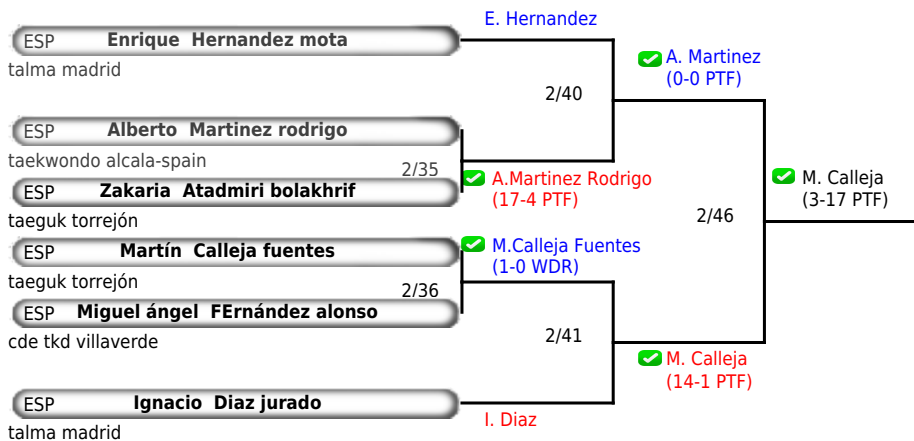 E. Hernandez
ESP Enrique Hernandez mota
talma madrid
A. Martinez
(0-0 PTF)
2/40
ESP Alberto Martinez rodrigo
taekwondo alcala-spain
2/35
A.Martinez Rodrigo
(17-4 PTF)
ESP Zakaria Atadmiri bolakhrif
taeguk torrejón
M. Calleja
(3-17 PTF)
2/46
ESP Martín Calleja fuentes
taeguk torrejón
M.Calleja Fuentes
(1-0 WDR)
2/36
ESP Miguel ángel FErnández alonso
cde tkd villaverde
2/41
M. Calleja
(14-1 PTF)
ESP Ignacio Diaz jurado
talma madrid
I. Diaz